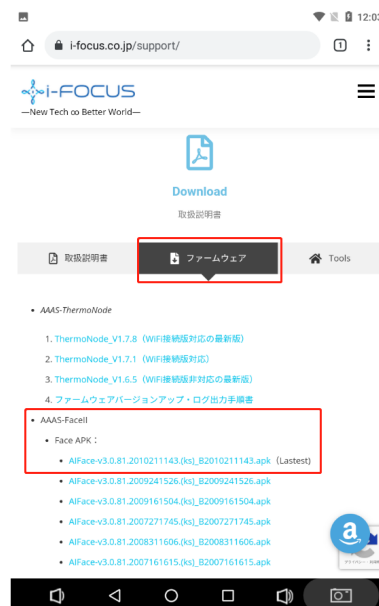 12:03
i-focus.co.jp/support/
1
i-FOCUS
—New Tech ∞ Better World—
Download
取扱説明書
取扱説明書
ファームウェア
Tools
AAAS-ThermoNode
1. ThermoNode_V1.7.8（WiFi接続版対応の最新版）
2. ThermoNode_V1.7.1（WiFi接続版対応）
3. ThermoNode_V1.6.5（WiFi接続版非対応の最新版）
4. ファームウェアバージョンアップ・ログ出力手順書
AAAS-FaceII
Face APK：
AIFace-v3.0.81.2010211143.(ks)_B2010211143.apk（Lastest）
AIFace-v3.0.81.2009241526.(ks)_B2009241526.apk
AIFace-v3.0.81.2009161504.(ks)_B2009161504.apk
AIFace-v3.0.81.2007271745.(ks)_B2007271745.apk
AIFace-v3.0.81.2008311606.(ks)_B2008311606.apk
AIFace-v3.0.81.2007161615.(ks)_B2007161615.apk
a